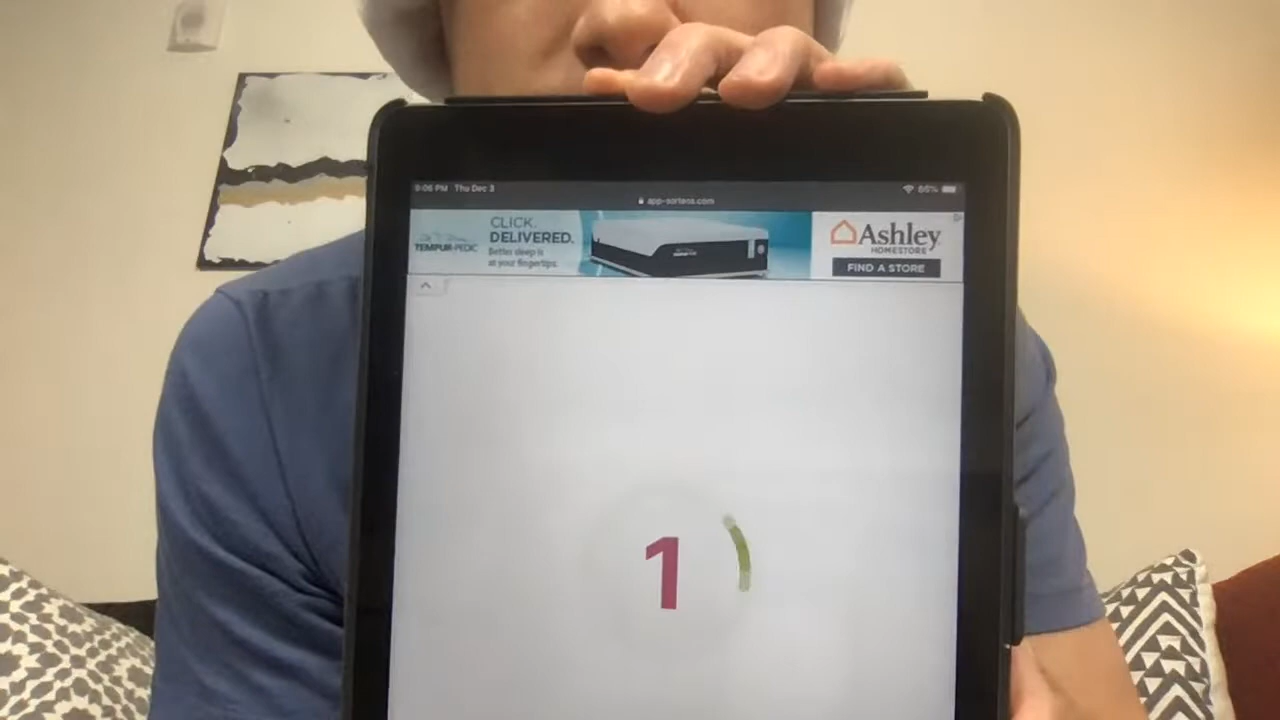 9:06 PM Thu Dec 3
66%
app-sorteos.com
TEMPUR-PEDIC
CLICK.
DELIVERED.
Better sleep is
at your fingertips.
Ashley
HOMESTORE
FIND A STORE
1